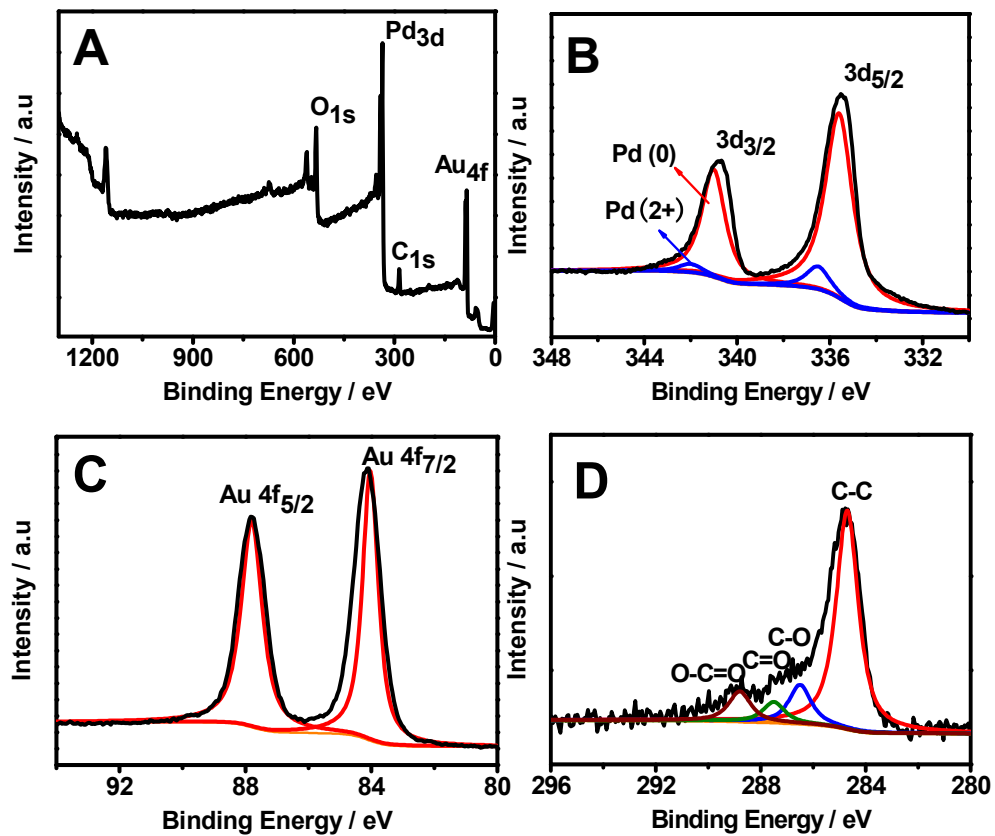 A
Pd3d
O1s
Au4f
C1s
Intensity / a.u
1200 900 600 300 0
Binding Energy / eV
B
3d5/2
3d3/2
Pd (0)
Pd (2+)
Intensity / a.u
348 344 340 336 332
Binding Energy / eV
C
Au 4f7/2
Au 4f5/2
Intensity / a.u
92 88 84 80
Binding Energy / eV
D
C-C
C-O
C=O
O-C=O
Intensity / a.u
296 292 288 284 280
Binding Energy / eV